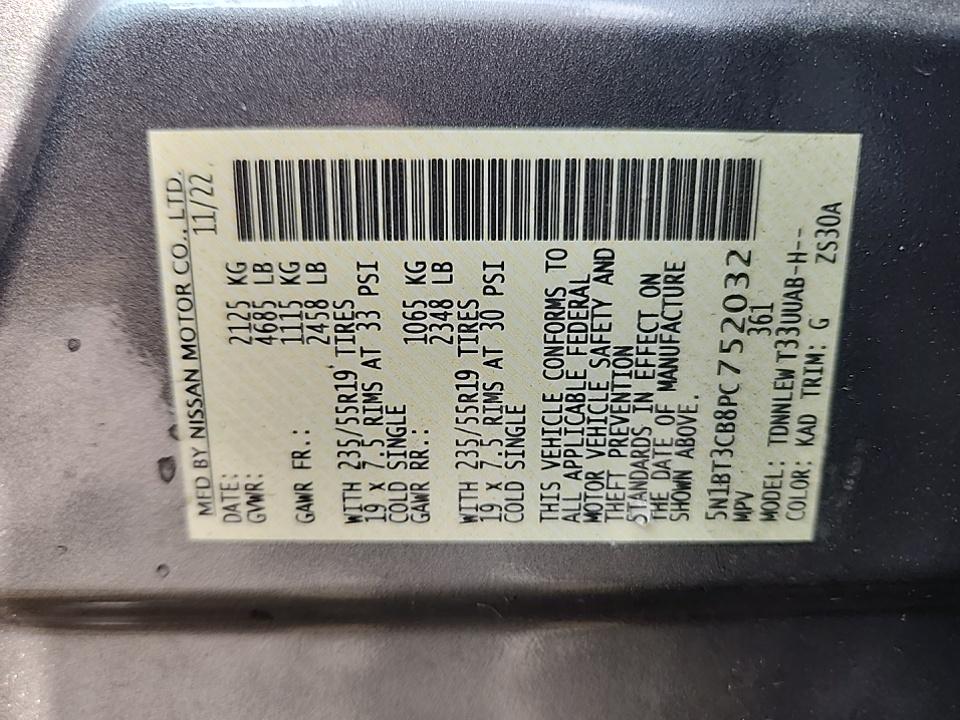 MFD BY NISSAN MOTOR CO., LTD.
DATE: 11/22
GVWR: 2125 KG
4685 LB
GAWR FR.: 1115 KG
2458 LB
WITH 235/55R19 TIRES
19 x 7.5 RIMS AT 33 PSI
COLD SINGLE
GAWR RR.: 1065 KG
2348 LB
WITH 235/55R19 TIRES
19 x 7.5 RIMS AT 30 PSI
COLD SINGLE
THIS VEHICLE CONFORMS TO
ALL APPLICABLE FEDERAL
MOTOR VEHICLE SAFETY AND
THEFT PREVENTION
STANDARDS IN EFFECT ON
THE DATE OF MANUFACTURE
SHOWN ABOVE.
5N1BT3CB8PC752032
MPV 361
MODEL: TDNNLEW T33UUAB-H--
COLOR: KAD TRIM: G ZS30A